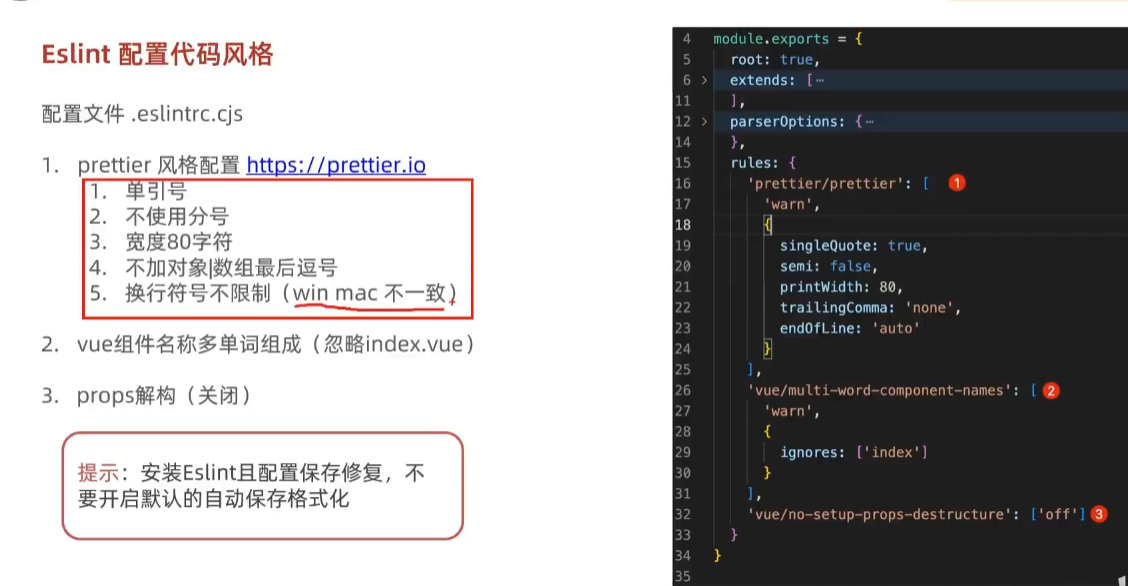 Eslint 配置代码风格
配置文件 .eslintrc.cjs
1. prettier 风格配置 https://prettier.io
1. 单引号
2. 不使用分号
3. 宽度80字符
4. 不加对象|数组最后逗号
5. 换行符号不限制（win mac 不一致）
2. vue组件名称多单词组成（忽略index.vue）
3. props解构（关闭）
提示：安装Eslint且配置保存修复，不
要开启默认的自动保存格式化
4 module.exports = {
5 root: true,
6 > extends: [ ⋯
11 ],
12 > parserOptions: { ⋯
14 },
15 rules: {
16 'prettier/prettier': [ 1
17 'warn',
18 {
19 singleQuote: true,
20 semi: false,
21 printWidth: 80,
22 trailingComma: 'none',
23 endOfLine: 'auto'
24 }
25 ],
26 'vue/multi-word-component-names': [ 2
27 'warn',
28 {
29 ignores: ['index']
30 }
31 ],
32 'vue/no-setup-props-destructure': ['off'] 3
33 }
34 }
35